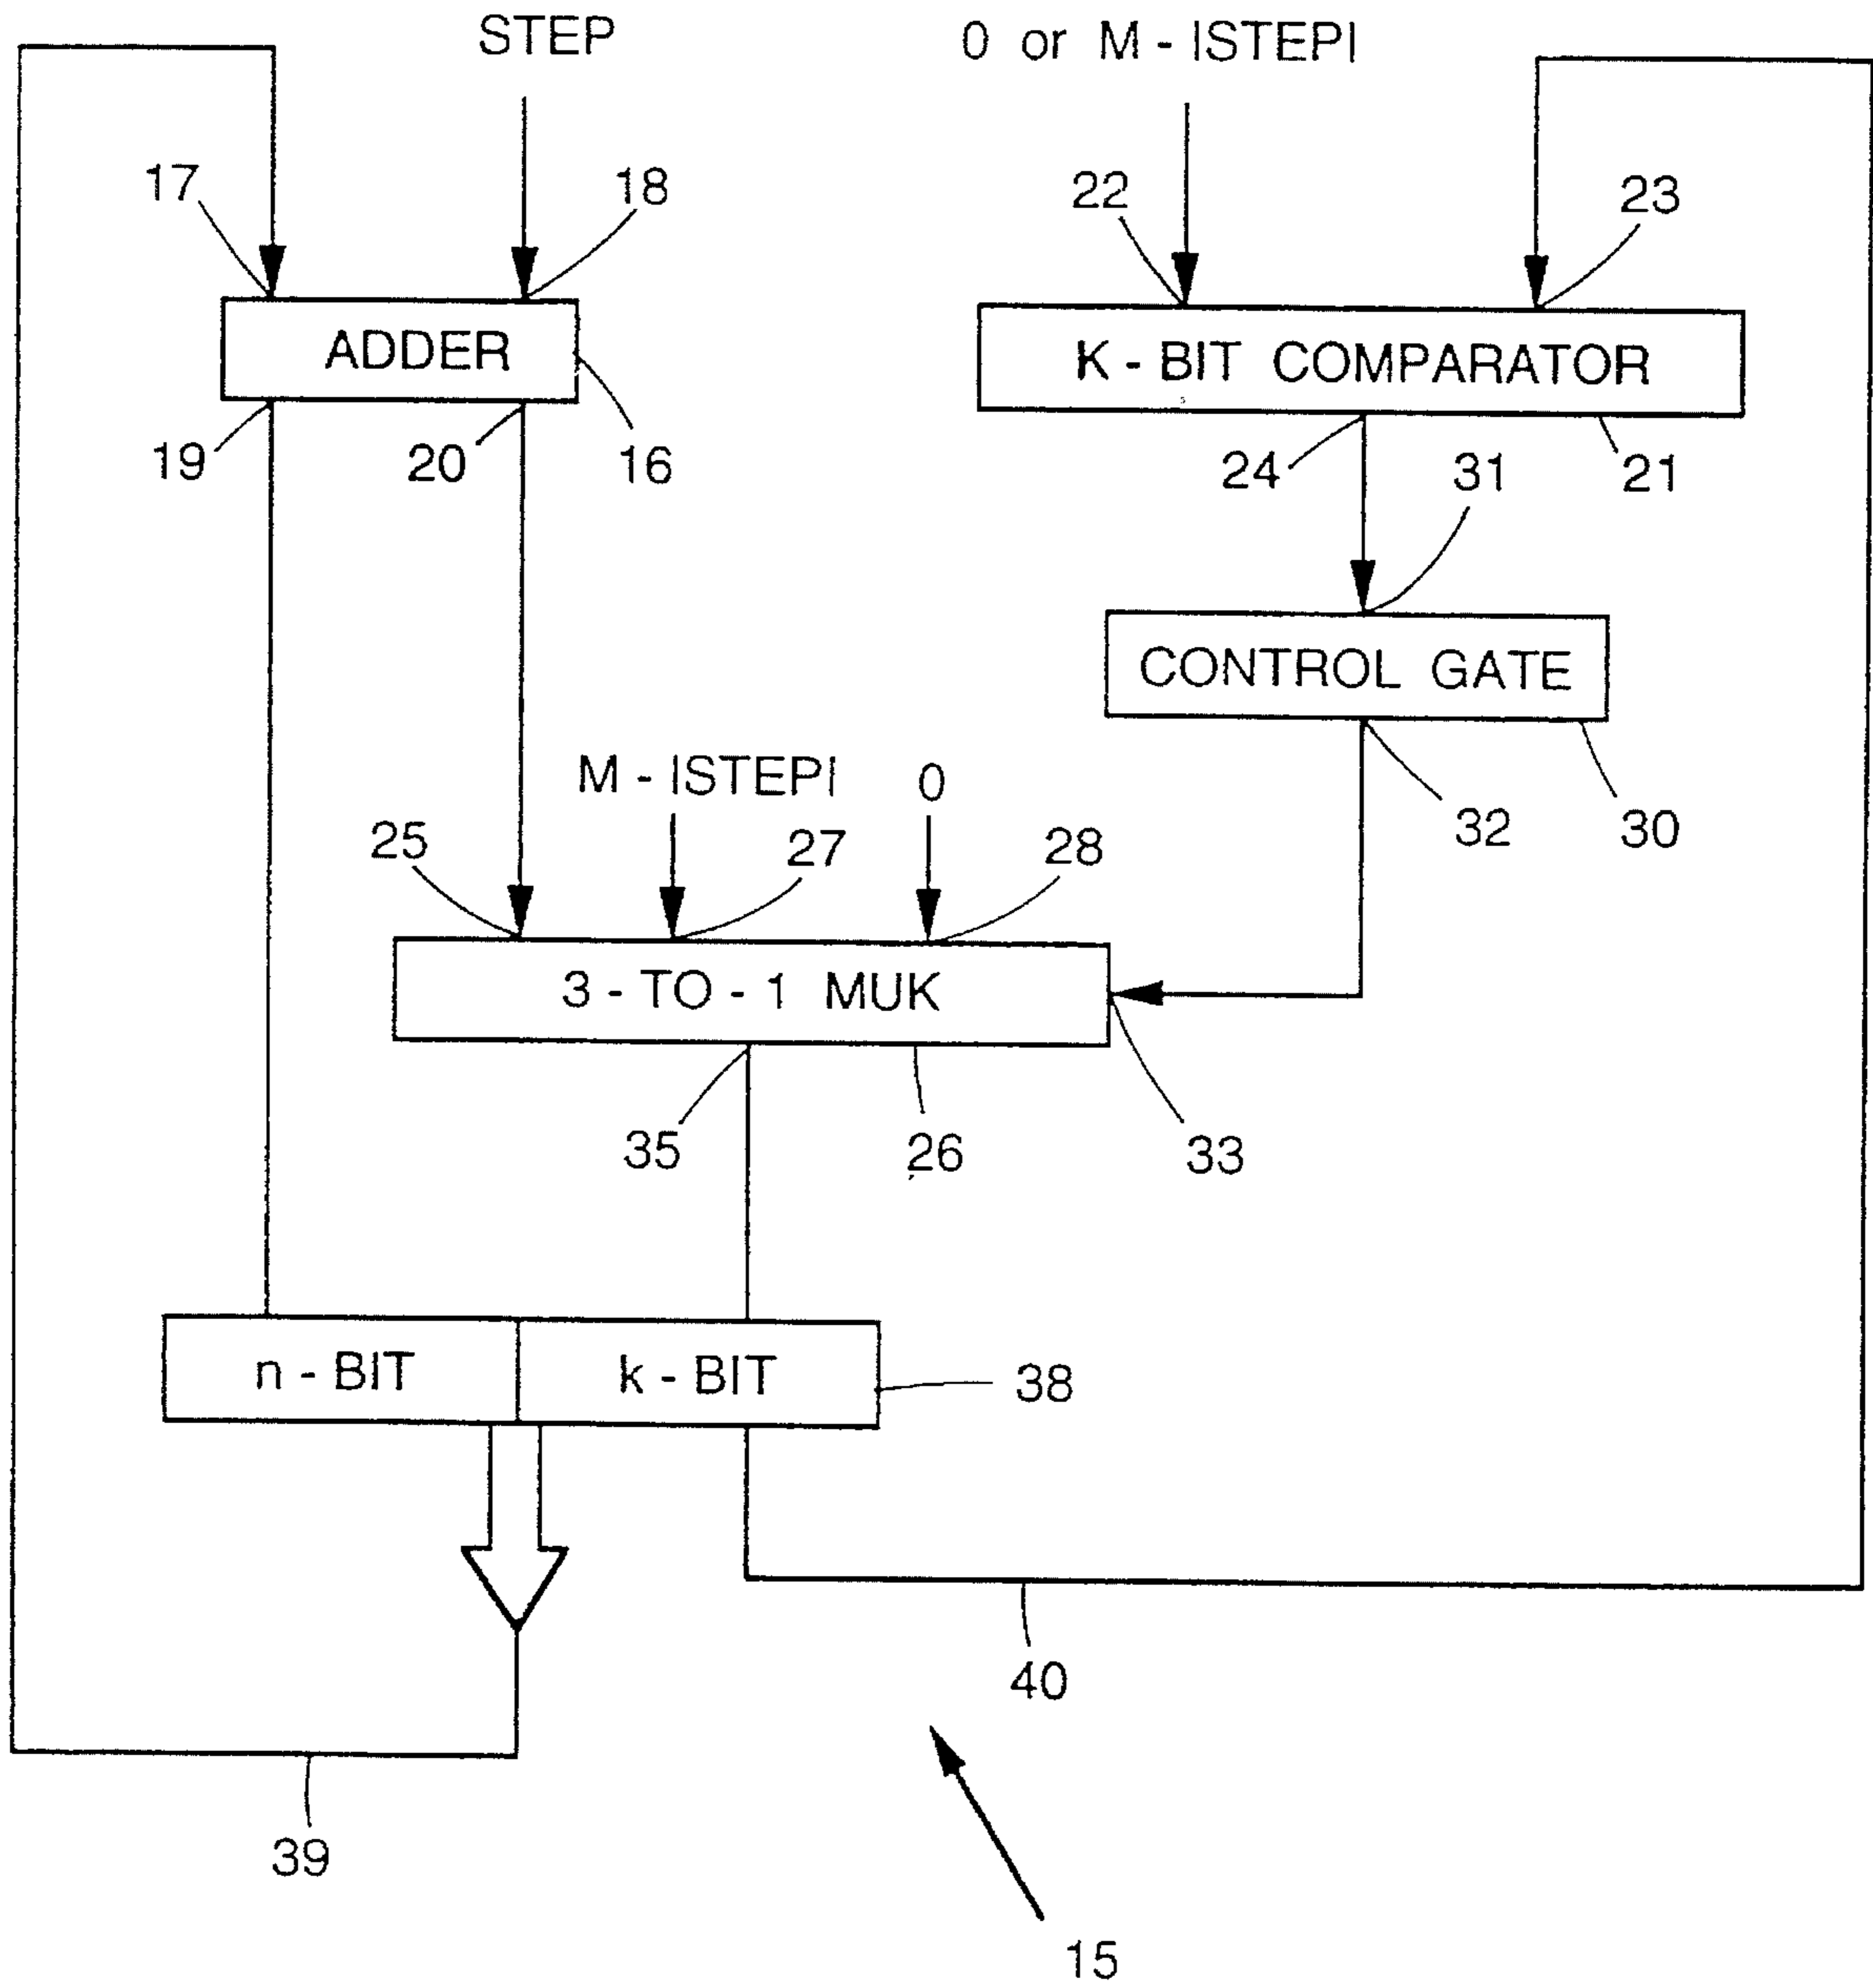 STEP
0 or M - ISTEPI
17
18
22
23
ADDER
K - BIT COMPARATOR
19
20
16
24
31
21
CONTROL GATE
M - ISTEPI
0
25
27
28
32
30
3 - TO - 1 MUK
35
26
33
n - BIT
k - BIT
38
40
39
15